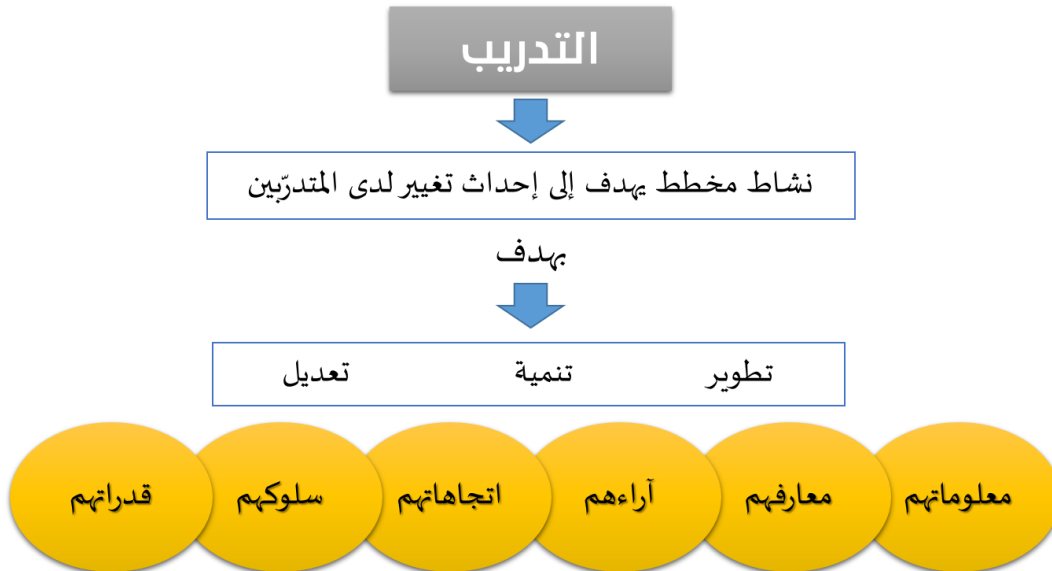 التدريب
نشاط مخطط يهدف إلى إحداث تغيير لدى المتدرّبين
بهدف
تطوير تنمية تعديل
معلوماتهم معارفهم آراءهم اتجاهاتهم سلوكهم قدراتهم